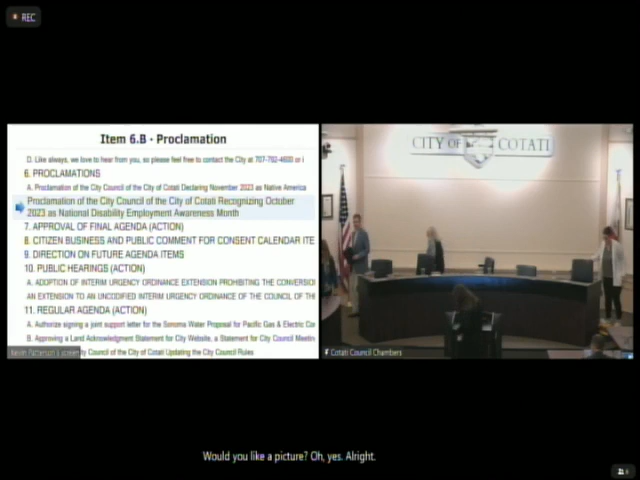 REC
Item 6.B · Proclamation
D. Like always, we love to hear from you, so please feel free to contact the City at 707-792-4600 or i
6. PROCLAMATIONS
A. Proclamation of the City Council of the City of Cotati Declaring November 2023 as Native America
Proclamation of the City Council of the City of Cotati Recognizing October
2023 as National Disability Employment Awareness Month
7. APPROVAL OF FINAL AGENDA (ACTION)
8. CITIZEN BUSINESS AND PUBLIC COMMENT FOR CONSENT CALENDAR ITE
9. DIRECTION ON FUTURE AGENDA ITEMS
10. PUBLIC HEARINGS (ACTION)
A. ADOPTION OF INTERIM URGENCY ORDINANCE EXTENSION PROHIBITING THE CONVERSIO
AN EXTENSION TO AN UNCODIFIED INTERIM URGENCY ORDINANCE OF THE COUNCIL OF TH
11. REGULAR AGENDA (ACTION)
A. Authorize signing a joint support letter for the Sonoma Water Proposal for Pacific Gas & Electric Co
B. Approving a Land Acknowledgment Statement for City Website, a Statement for City Council Meetin
by Council of the City of Cotati Updating the City Council Rules
CITY OF COTATI
Cotati Council Chambers
Would you like a picture? Oh, yes. Alright.